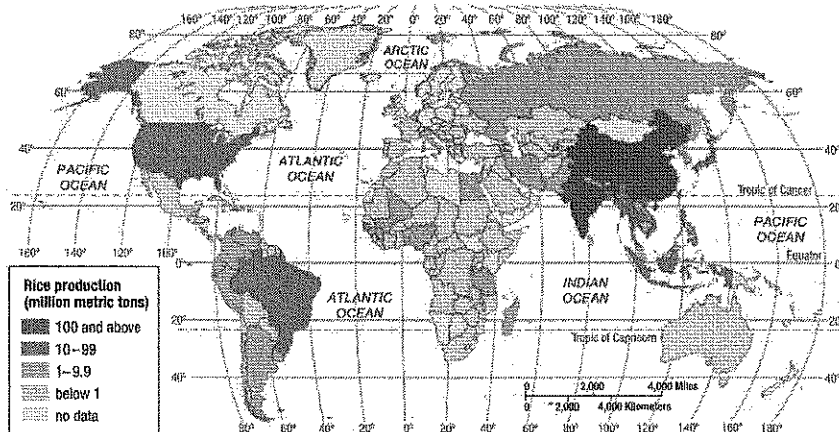 160° 140° 120° 100° 80° 60° 40° 20° 0° 20° 40° 60° 80° 100° 120° 140° 160° 180°
80° 80°
ARCTIC
OCEAN
60° 60°
40° 40°
PACIFIC
OCEAN
ATLANTIC
OCEAN
Tropic of Cancer
20° 20°
PACIFIC
OCEAN
160° 180° 160° 140° 120°
0° 0° Equator
Rice production
(million metric tons)
100 and above
10–99
1–9.9
below 1
no data
ATLANTIC
OCEAN
INDIAN
OCEAN
20° 20°
Tropic of Capricorn
40° 40°
0 2,000 4,000 Miles
0 2,000 4,000 Kilometers
80° 60° 40° 20° 0° 20° 40° 60° 80° 100° 120° 140° 160° 180°